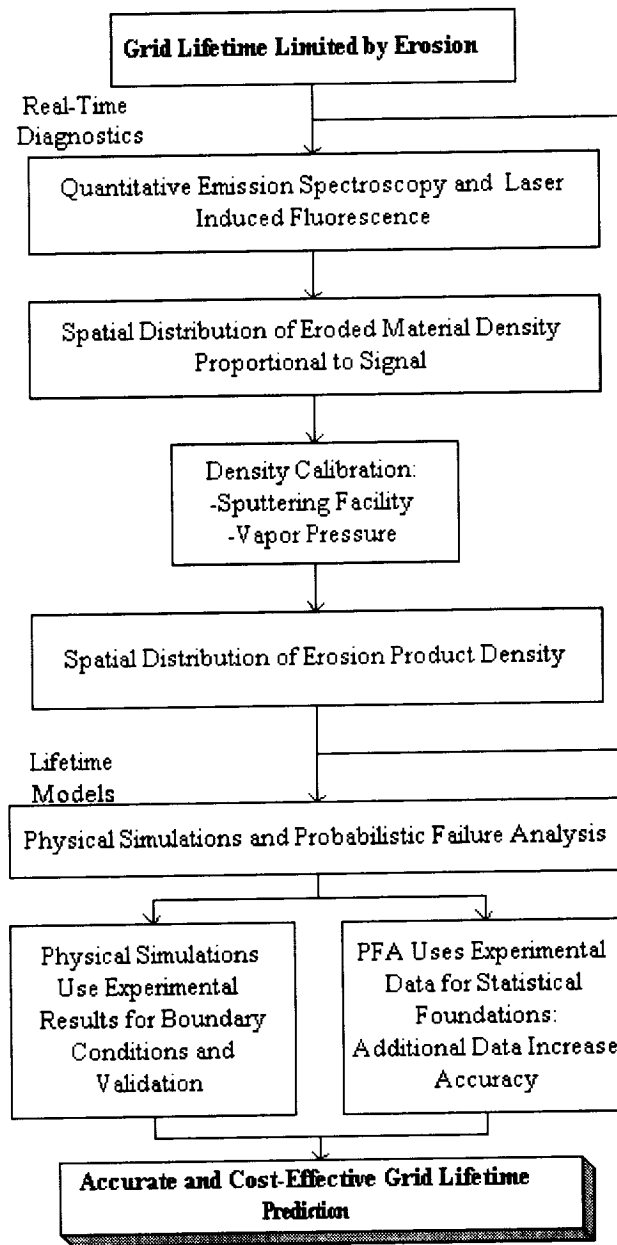 Grid Lifetime Limited by Erosion
Real-Time
Diagnostics
Quantitative Emission Spectroscopy and Laser
Induced Fluorescence
Spatial Distribution of Eroded Material Density
Proportional to Signal
Density Calibration:
-Sputtering Facility
-Vapor Pressure
Spatial Distribution of Erosion Product Density
Lifetime
Models
Physical Simulations and Probabilistic Failure Analysis
Physical Simulations
Use Experimental
Results for Boundary
Conditions and
Validation
PFA Uses Experimental
Data for Statistical
Foundations:
Additional Data Increase
Accuracy
Accurate and Cost-Effective Grid Lifetime
Prediction